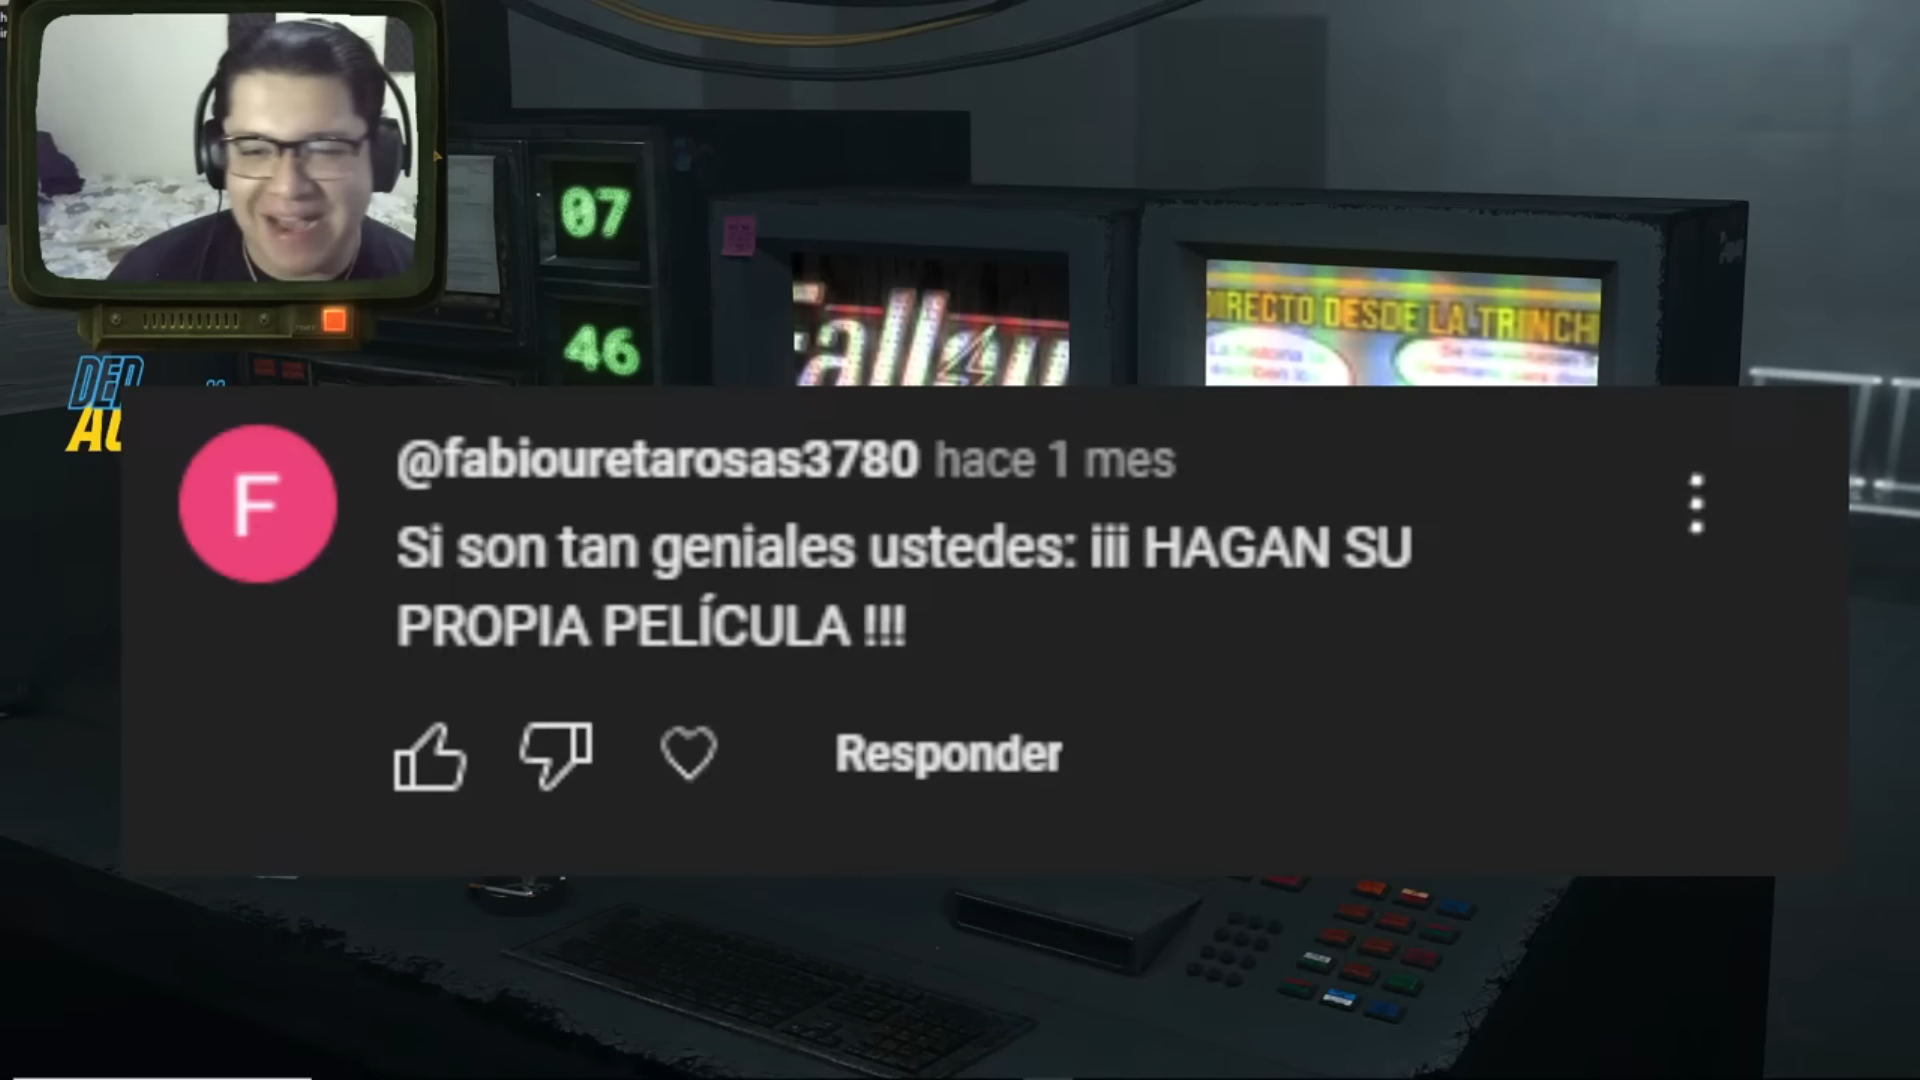 07
46
DIRECTO DESDE LA TRINCH
@fabiouretarosas3780 hace 1 mes
Si son tan geniales ustedes: ¡¡¡ HAGAN SU
PROPIA PELÍCULA !!!
F
Responder